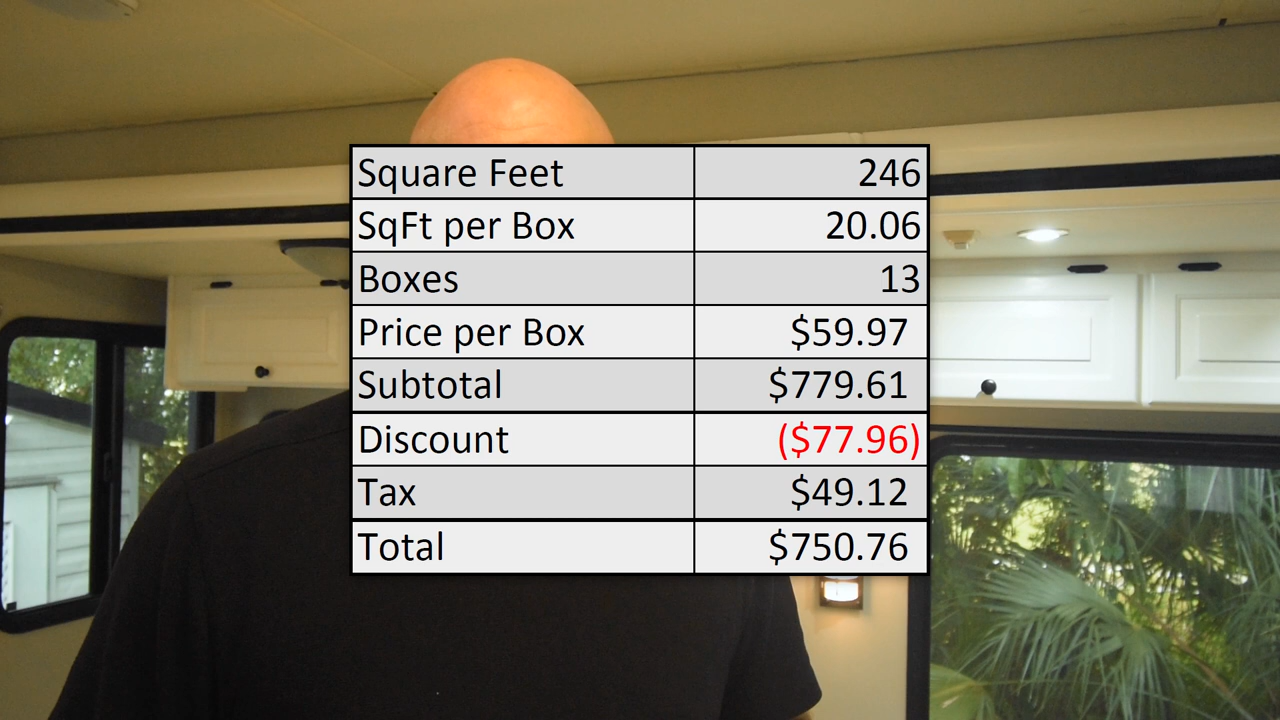 Square Feet 246
SqFt per Box 20.06
Boxes 13
Price per Box $59.97
Subtotal $779.61
Discount ($77.96)
Tax $49.12
Total $750.76